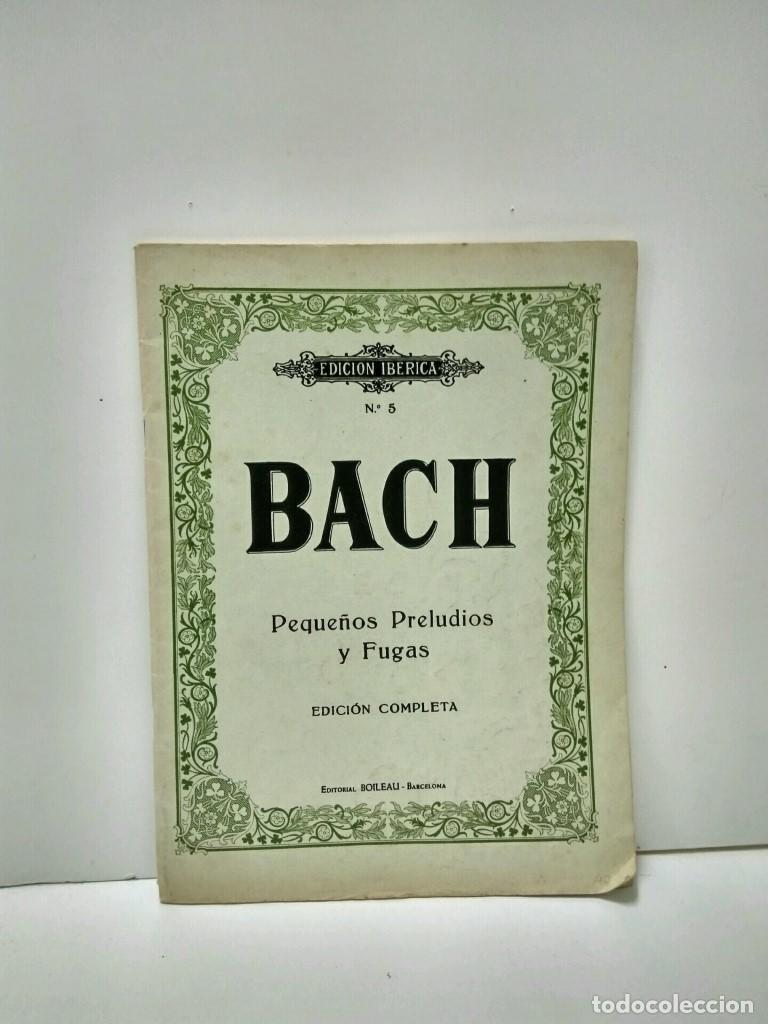 EDICION IBERICA
N.º 5
BACH
Pequeños Preludios
y Fugas
EDICIÓN COMPLETA
EDITORIAL BOILEAU - BARCELONA
todocoleccion